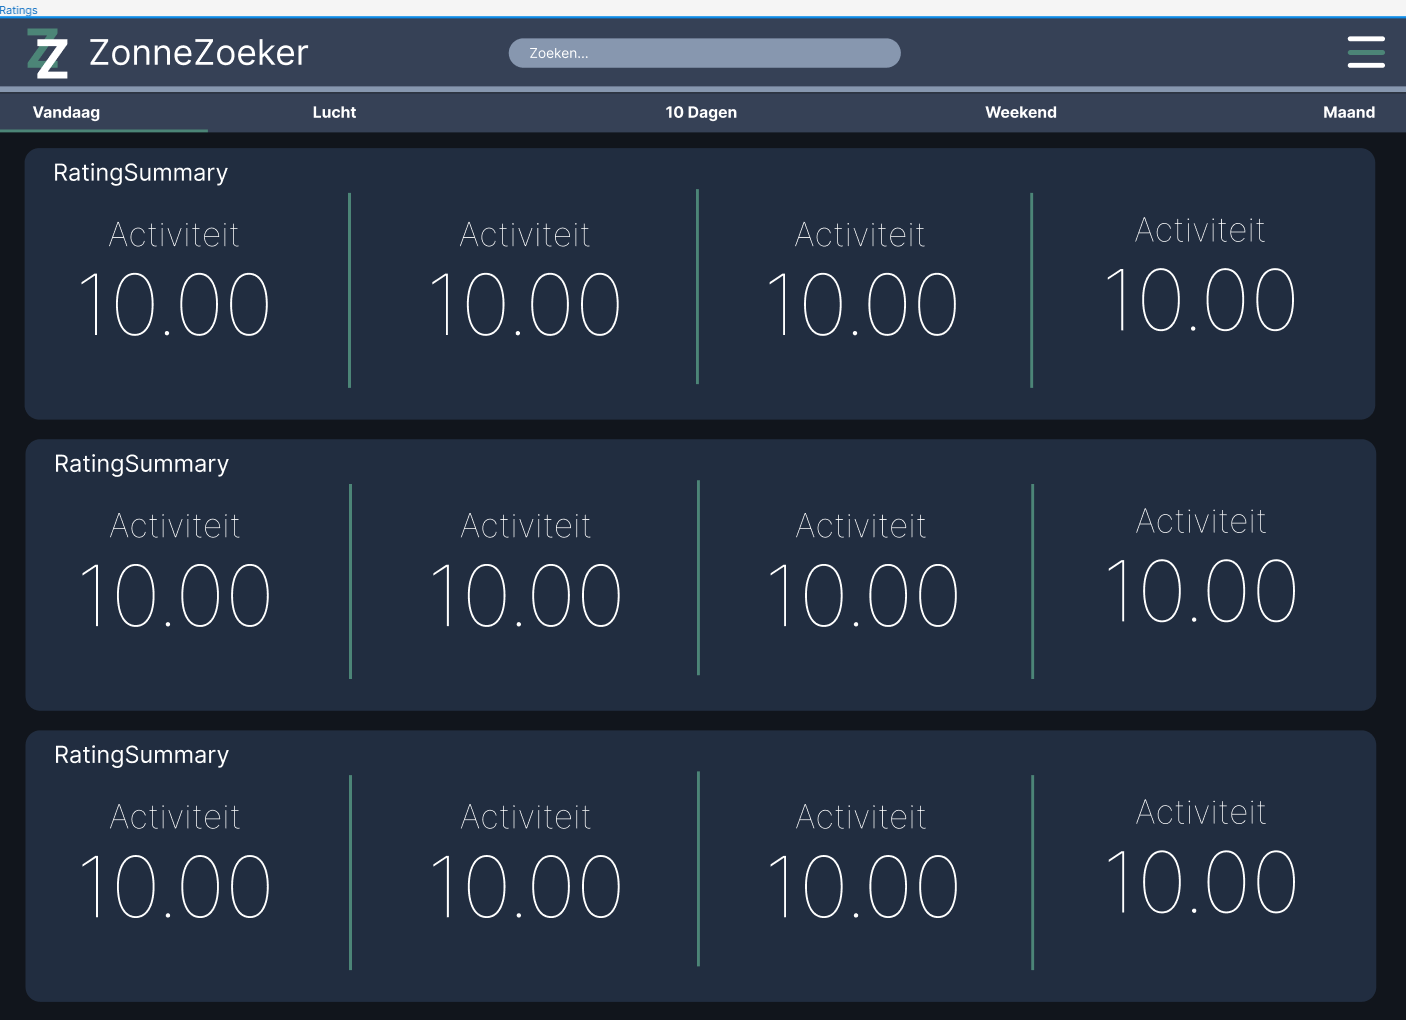 Ratings
ZZ ZonneZoeker Zoeken...
Vandaag Lucht 10 Dagen Weekend Maand
RatingSummary
Activiteit Activiteit Activiteit Activiteit
10.00 10.00 10.00 10.00
RatingSummary
Activiteit Activiteit Activiteit Activiteit
10.00 10.00 10.00 10.00
RatingSummary
Activiteit Activiteit Activiteit Activiteit
10.00 10.00 10.00 10.00